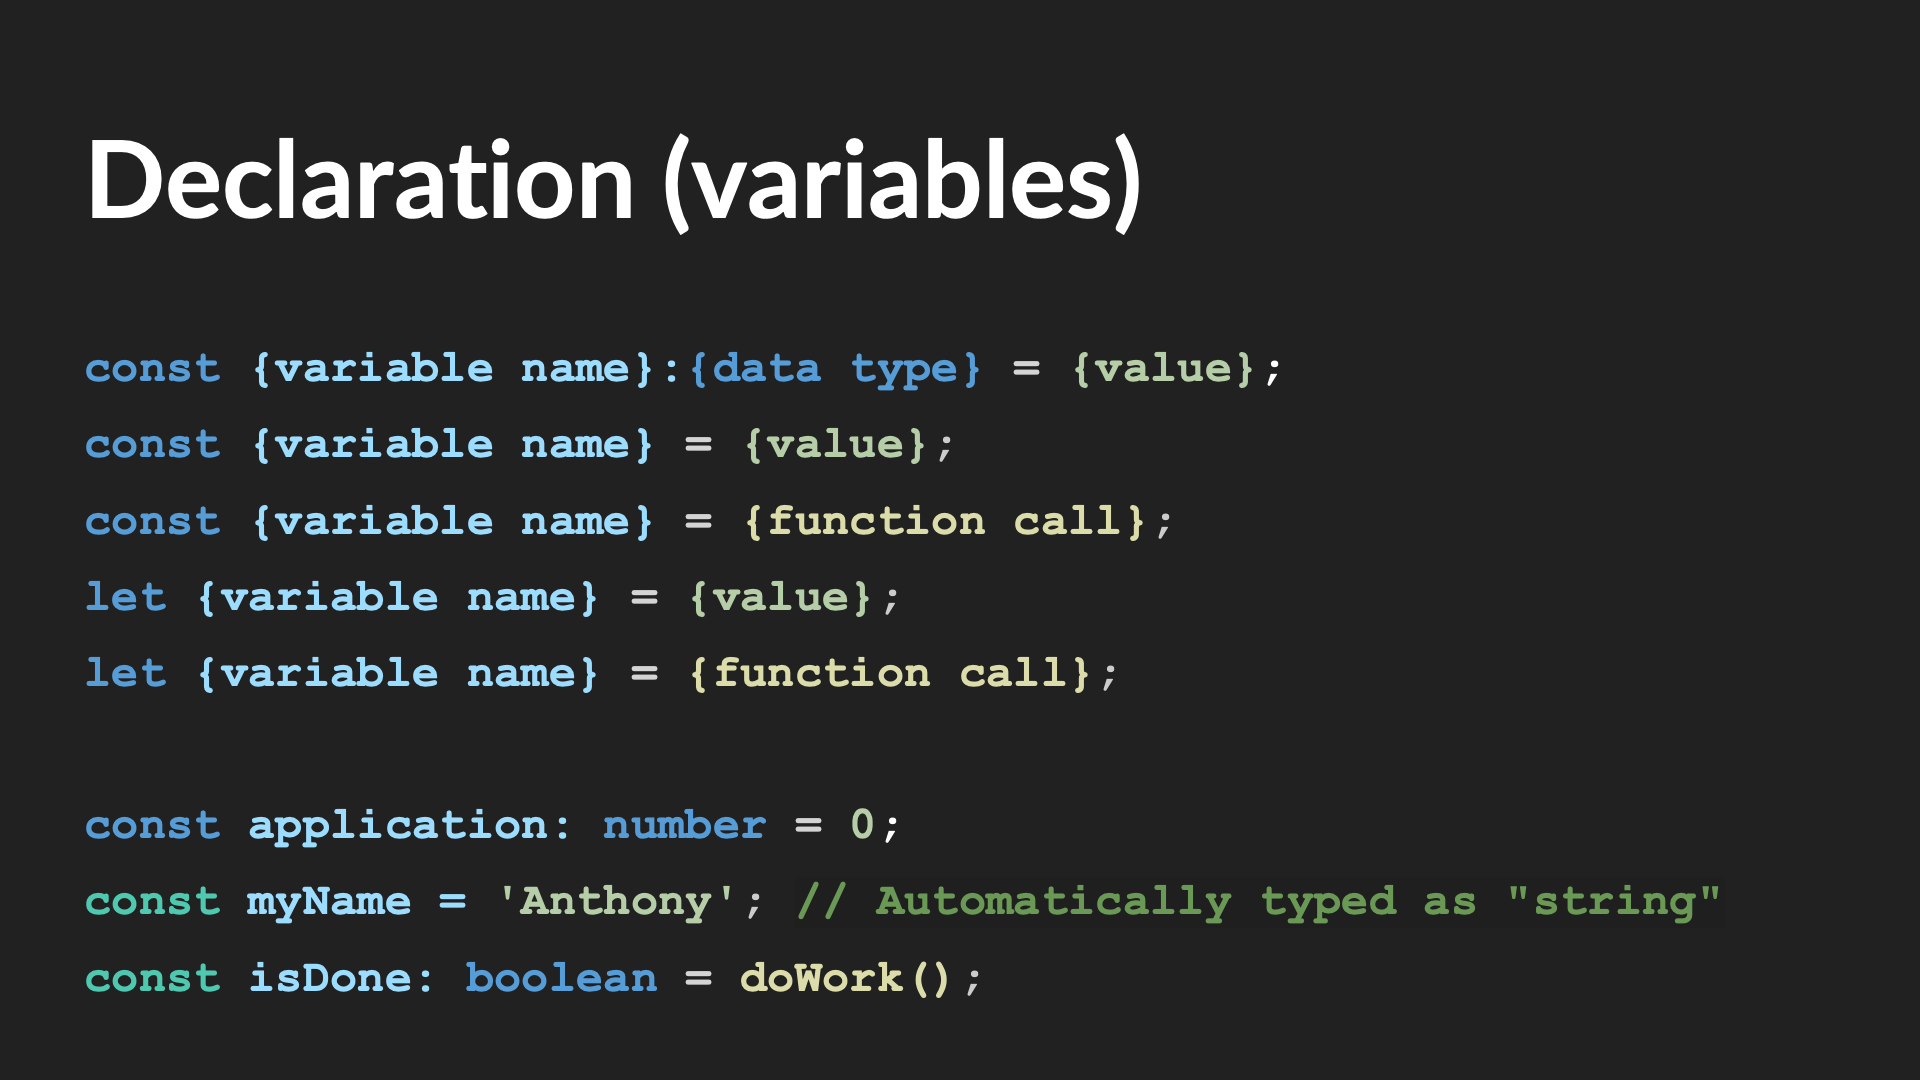 Declaration (variables)
const {variable name}:{data type} = {value};
const {variable name} = {value};
const {variable name} = {function call};
let {variable name} = {value};
let {variable name} = {function call};
const application: number = 0;
const myName = 'Anthony'; // Automatically typed as "string"
const isDone: boolean = doWork();